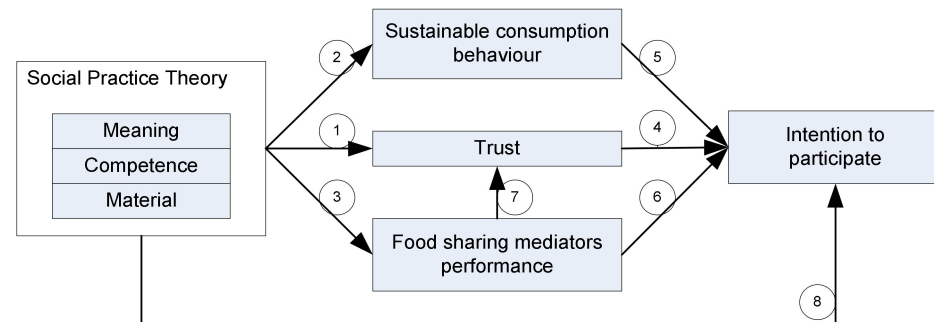 Social Practice Theory
Meaning
Competence
Material
2
1
3
Sustainable consumption
behaviour
Trust
7
Food sharing mediators
performance
5
4
6
Intention to
participate
8